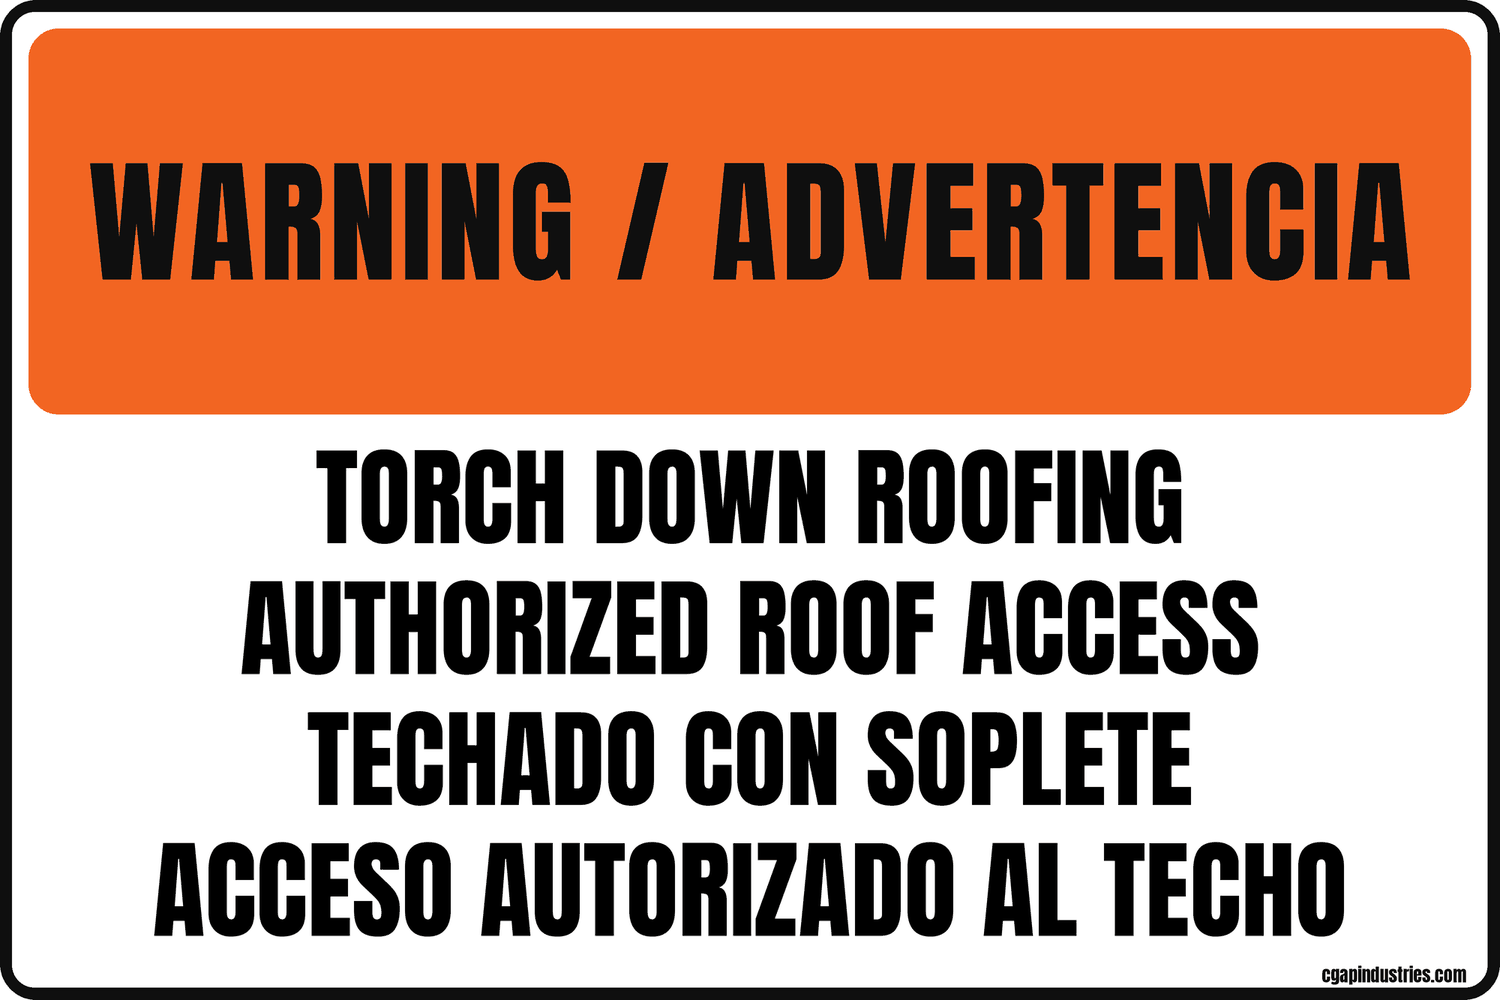 WARNING / ADVERTENCIA
TORCH DOWN ROOFING
AUTHORIZED ROOF ACCESS
TECHADO CON SOPLETE
ACCESO AUTORIZADO AL TECHO
cgapindustries.com